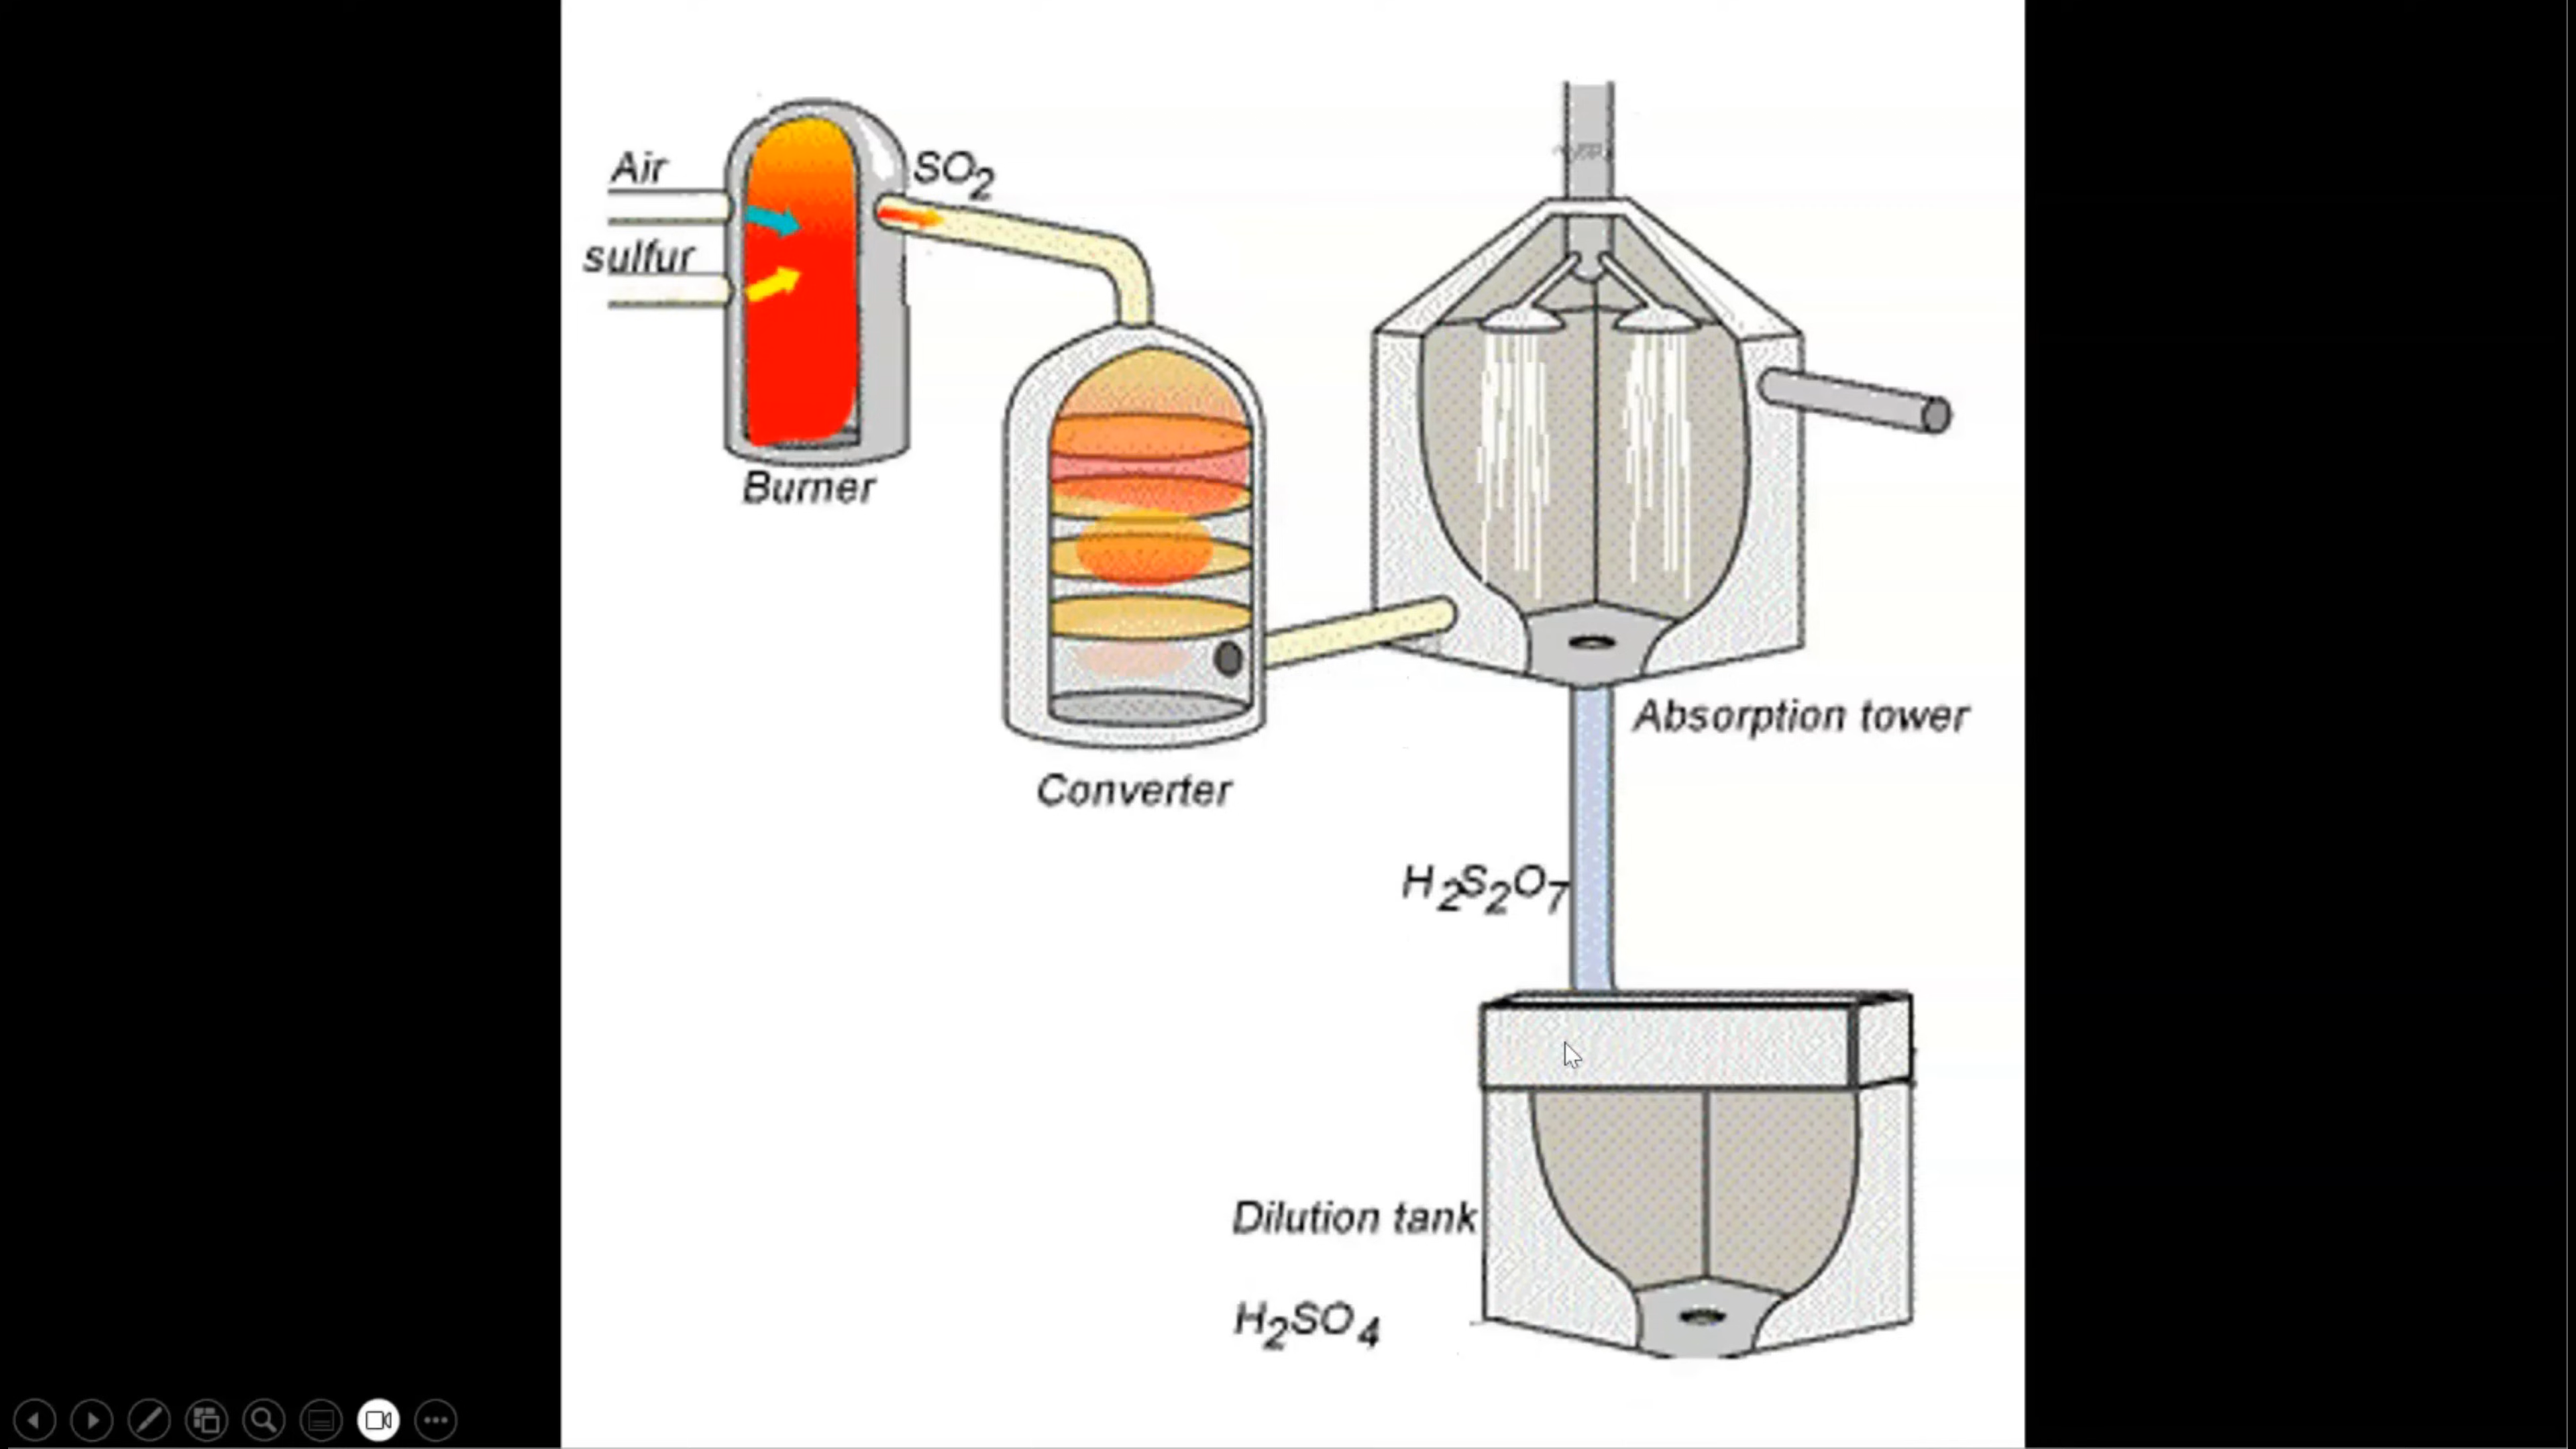 Air
SO2
sulfur
Burner
Absorption tower
Converter
H2S2O7
Dilution tank
H2SO4